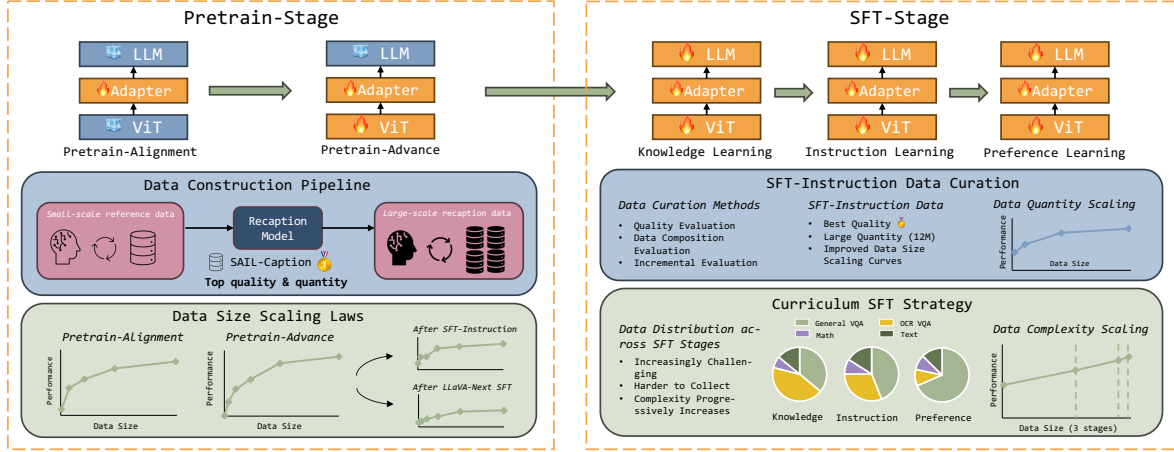 Pretrain-Stage
LLM
Adapter
ViT
Pretrain-Alignment
LLM
Adapter
ViT
Pretrain-Advance
Data Construction Pipeline
Small-scale reference data
Recaption
Model
Large-scale recaption data
SAIL-Caption
Top quality & quantity
Data Size Scaling Laws
Pretrain-Alignment
Performance
Data Size
Pretrain-Advance
Performance
Data Size
After SFT-Instruction
After LLaVA-Next SFT
SFT-Stage
LLM
Adapter
ViT
Knowledge Learning
LLM
Adapter
ViT
Instruction Learning
LLM
Adapter
ViT
Preference Learning
SFT-Instruction Data Curation
Data Curation Methods
• Quality Evaluation
• Data Composition
Evaluation
• Incremental Evaluation
SFT-Instruction Data
• Best Quality
• Large Quantity (12M)
• Improved Data Size
Scaling Curves
Data Quantity Scaling
Performance
Data Size
Curriculum SFT Strategy
Data Distribution ac-
ross SFT Stages
• Increasingly Challen-
ging
• Harder to Collect
• Complexity Progre-
ssively Increases
General VQA
OCR VQA
Math
Text
Knowledge
Instruction
Preference
Data Complexity Scaling
Performance
Data Size (3 stages)